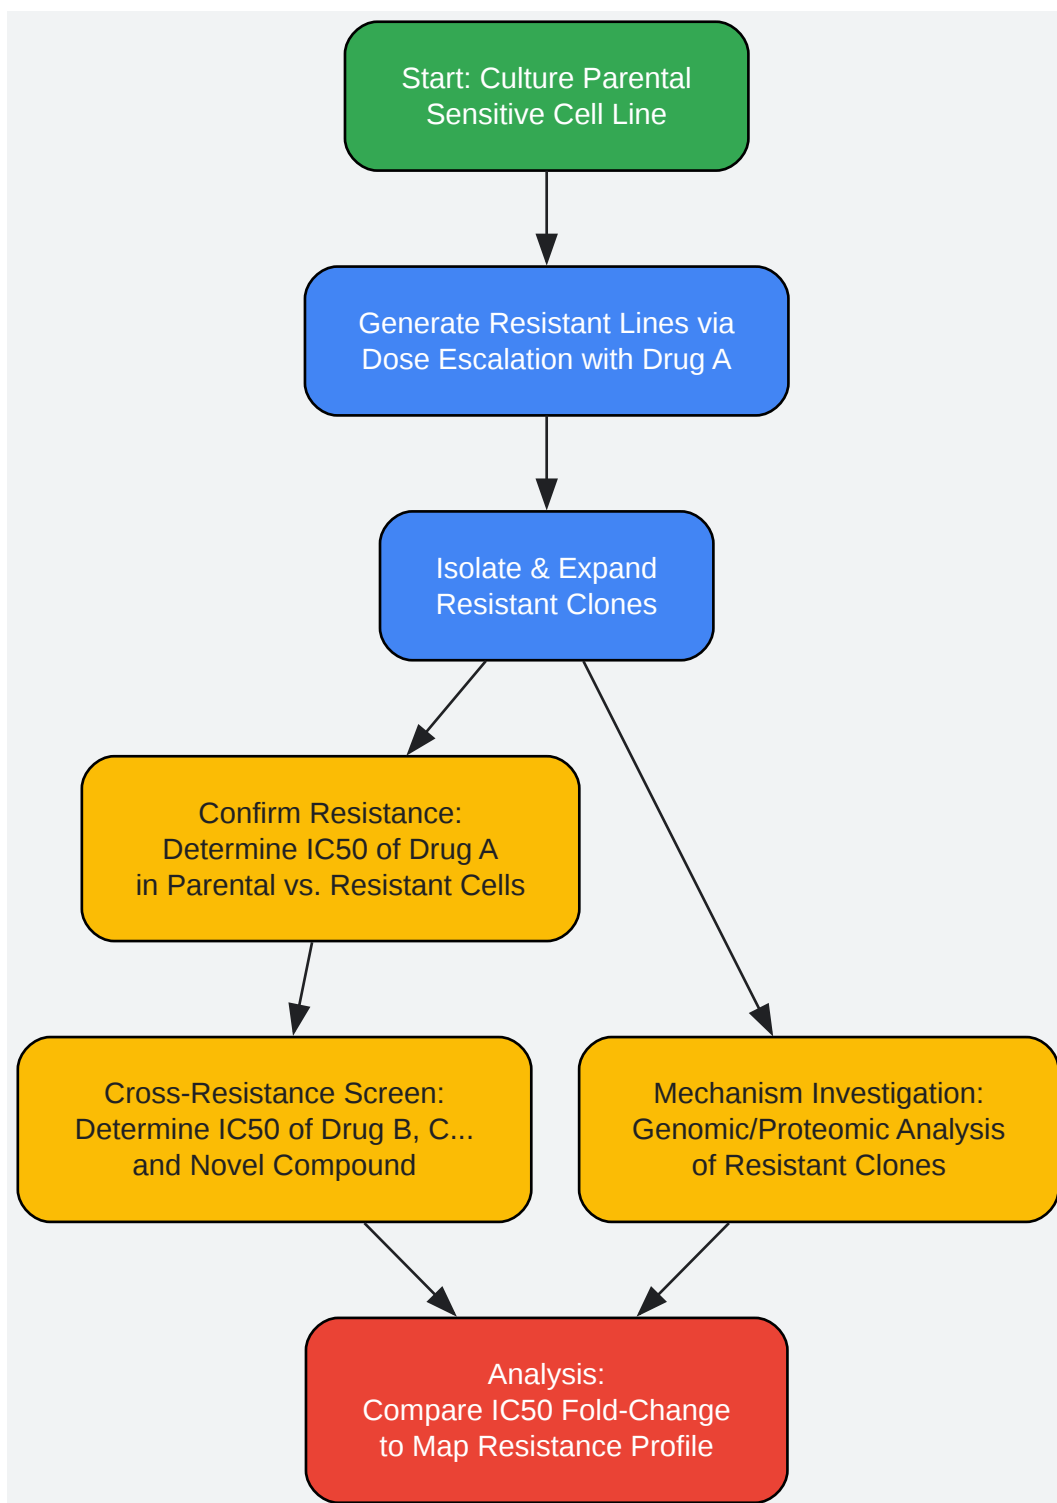 Start: Culture Parental
Sensitive Cell Line
Generate Resistant Lines via
Dose Escalation with Drug A
Isolate & Expand
Resistant Clones
Confirm Resistance:
Determine IC50 of Drug A
in Parental vs. Resistant Cells
Cross-Resistance Screen:
Determine IC50 of Drug B, C...
and Novel Compound
Mechanism Investigation:
Genomic/Proteomic Analysis
of Resistant Clones
Analysis:
Compare IC50 Fold-Change
to Map Resistance Profile